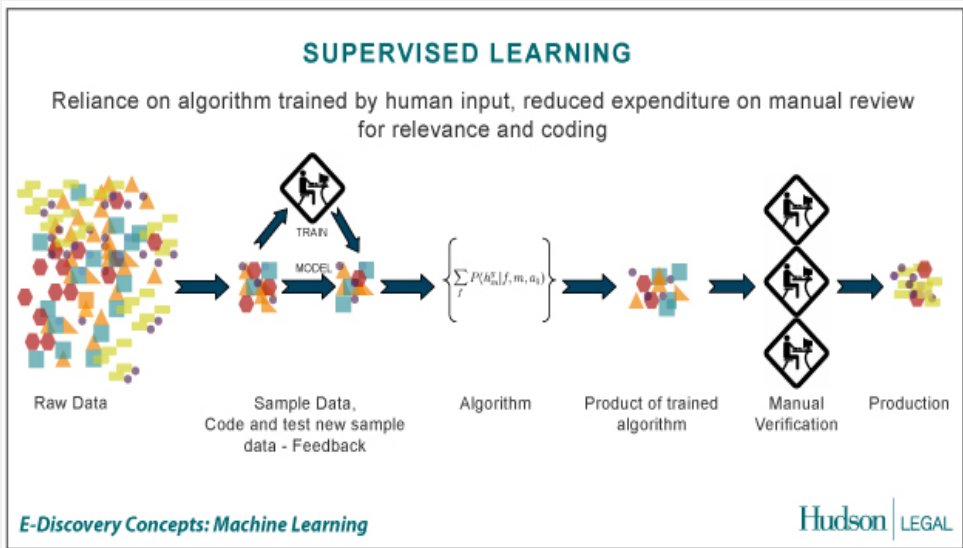 SUPERVISED LEARNING
Reliance on algorithm trained by human input, reduced expenditure on manual review
for relevance and coding
TRAIN
MODEL
Raw Data
Sample Data,
Code and test new sample
data - Feedback
Algorithm
Product of trained
algorithm
Manual
Verification
Production
E-Discovery Concepts: Machine Learning
Hudson LEGAL